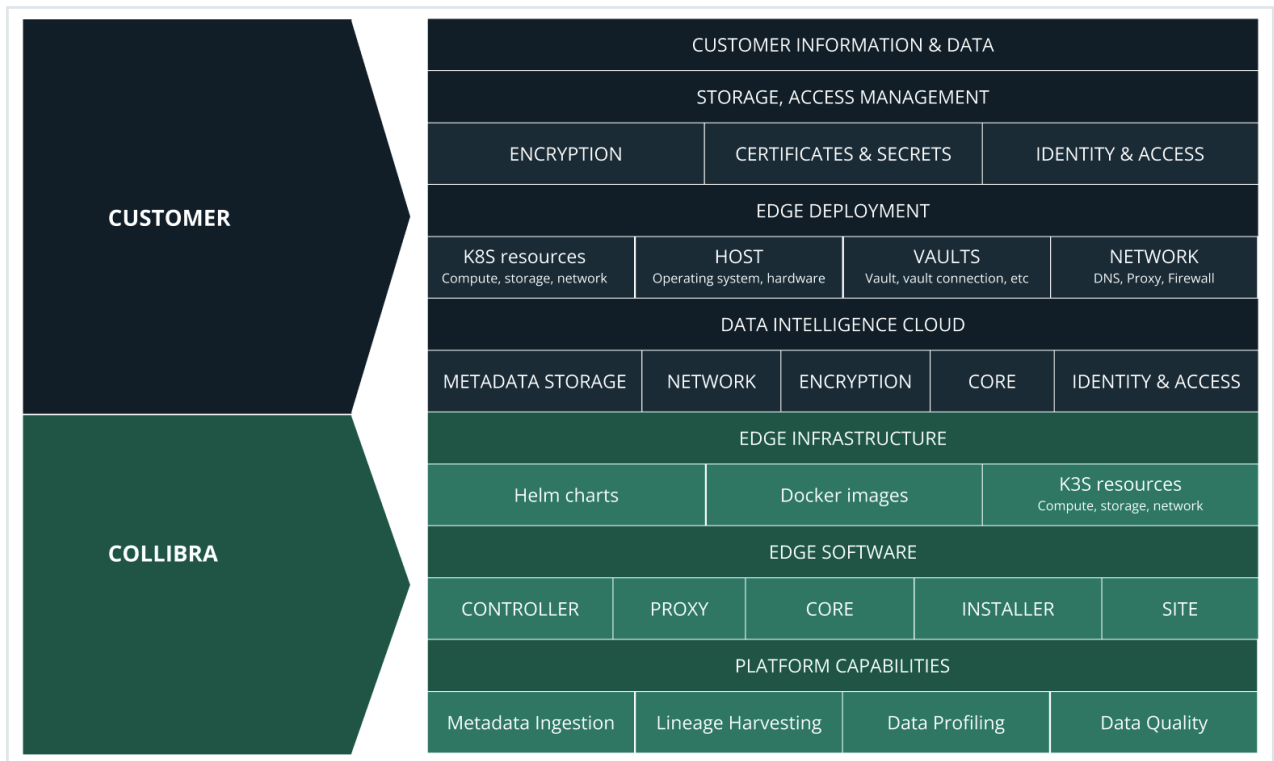 CUSTOMER INFORMATION & DATA
STORAGE, ACCESS MANAGEMENT
ENCRYPTION
CERTIFICATES & SECRETS
IDENTITY & ACCESS
CUSTOMER
EDGE DEPLOYMENT
K8S resources
Compute, storage, network
HOST
Operating system, hardware
VAULTS
Vault, vault connection, etc
NETWORK
DNS, Proxy, Firewall
DATA INTELLIGENCE CLOUD
METADATA STORAGE
NETWORK
ENCRYPTION
CORE
IDENTITY & ACCESS
EDGE INFRASTRUCTURE
Helm charts
Docker images
K3S resources
Compute, storage, network
COLLIBRA
EDGE SOFTWARE
CONTROLLER
PROXY
CORE
INSTALLER
SITE
PLATFORM CAPABILITIES
Metadata Ingestion
Lineage Harvesting
Data Profiling
Data Quality